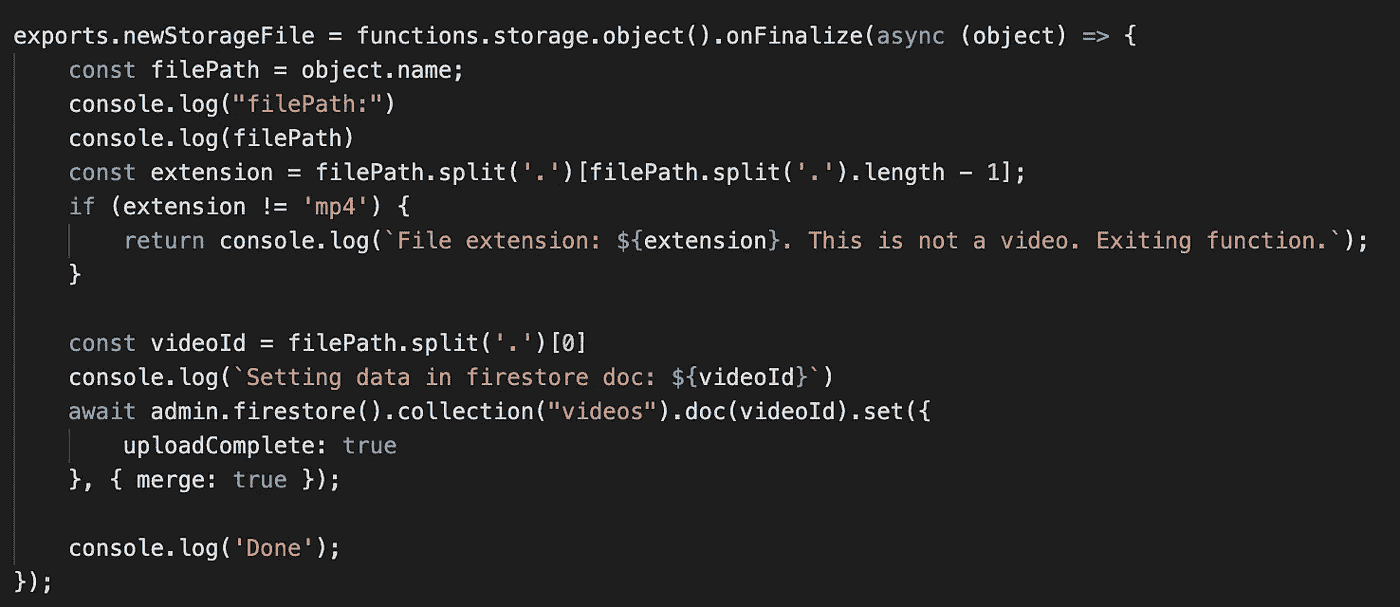 exports.newStorageFile = functions.storage.object().onFinalize(async (object) => {
    const filePath = object.name;
    console.log("filePath:")
    console.log(filePath)
    const extension = filePath.split('.')[filePath.split('.').length - 1];
    if (extension != 'mp4') {
        return console.log(`File extension: ${extension}. This is not a video. Exiting function.`);
    }

    const videoId = filePath.split('.')[0]
    console.log(`Setting data in firestore doc: ${videoId}`)
    await admin.firestore().collection("videos").doc(videoId).set({
        uploadComplete: true
    }, { merge: true });

    console.log('Done');
});